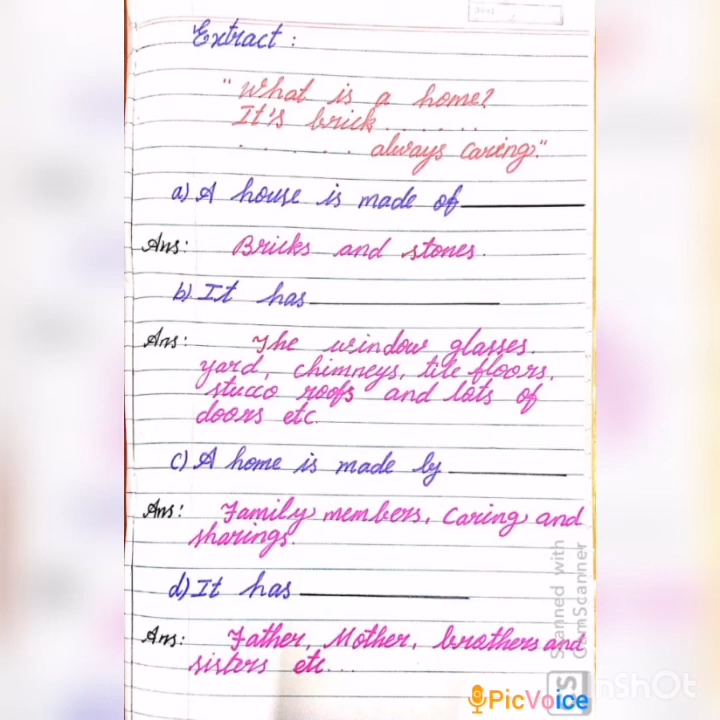 Extract :
"What is a home?
It's brick . . . . . .
. . . . . . always caring."
a) A house is made of
Ans: Bricks and stones.
b) It has
Ans: The window glasses.
yard, chimneys, tile floors,
stucco roofs and lots of
doors etc.
c) A home is made by
Ans: Family members, Caring and
sharings.
d) It has
Ans: Father, Mother, brothers and
sisters etc...
Scanned with
CamScanner
CS
PicVoice